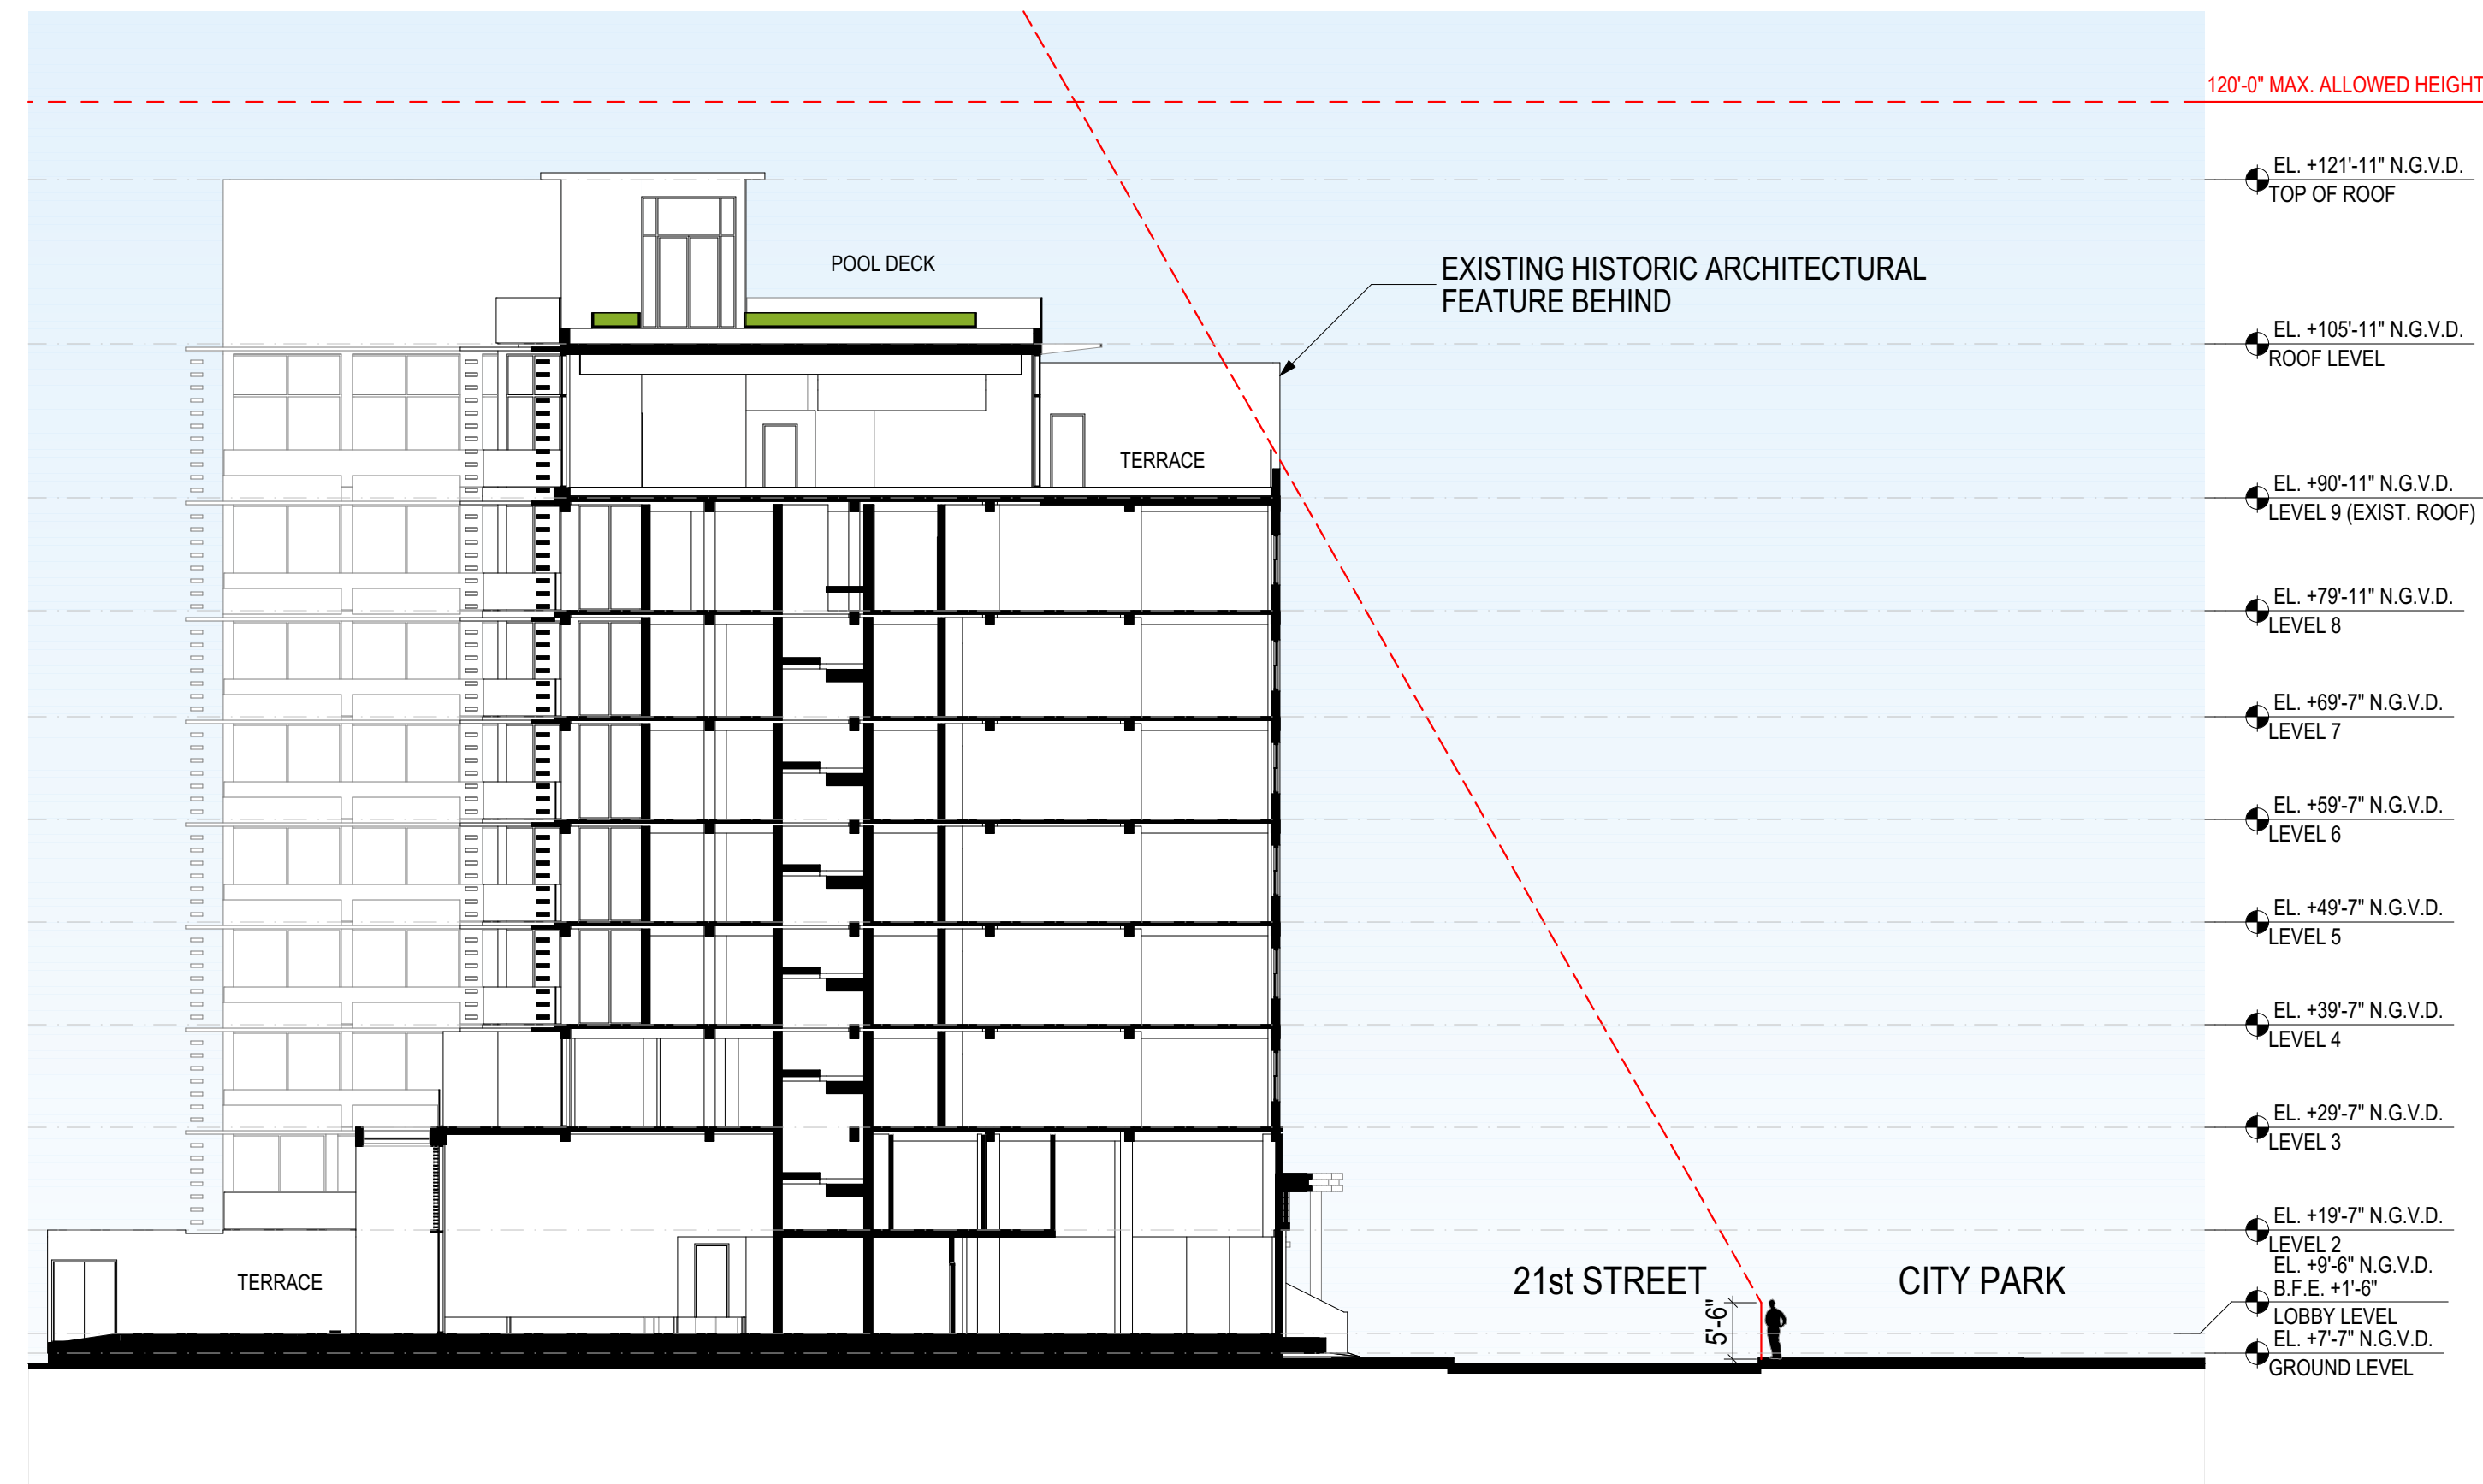 120'-0" MAX. ALLOWED HEIGHT
EL. +121'-11" N.G.V.D.
TOP OF ROOF
POOL DECK
EXISTING HISTORIC ARCHITECTURAL
FEATURE BEHIND
EL. +105'-11" N.G.V.D.
ROOF LEVEL
TERRACE
EL. +90'-11" N.G.V.D.
LEVEL 9 (EXIST. ROOF)
EL. +79'-11" N.G.V.D.
LEVEL 8
EL. +69'-7" N.G.V.D.
LEVEL 7
EL. +59'-7" N.G.V.D.
LEVEL 6
EL. +49'-7" N.G.V.D.
LEVEL 5
EL. +39'-7" N.G.V.D.
LEVEL 4
EL. +29'-7" N.G.V.D.
LEVEL 3
EL. +19'-7" N.G.V.D.
LEVEL 2
TERRACE
21st STREET
CITY PARK
5'-6"
EL. +9'-6" N.G.V.D.
B.F.E. +1'-6"
LOBBY LEVEL
EL. +7'-7" N.G.V.D.
GROUND LEVEL